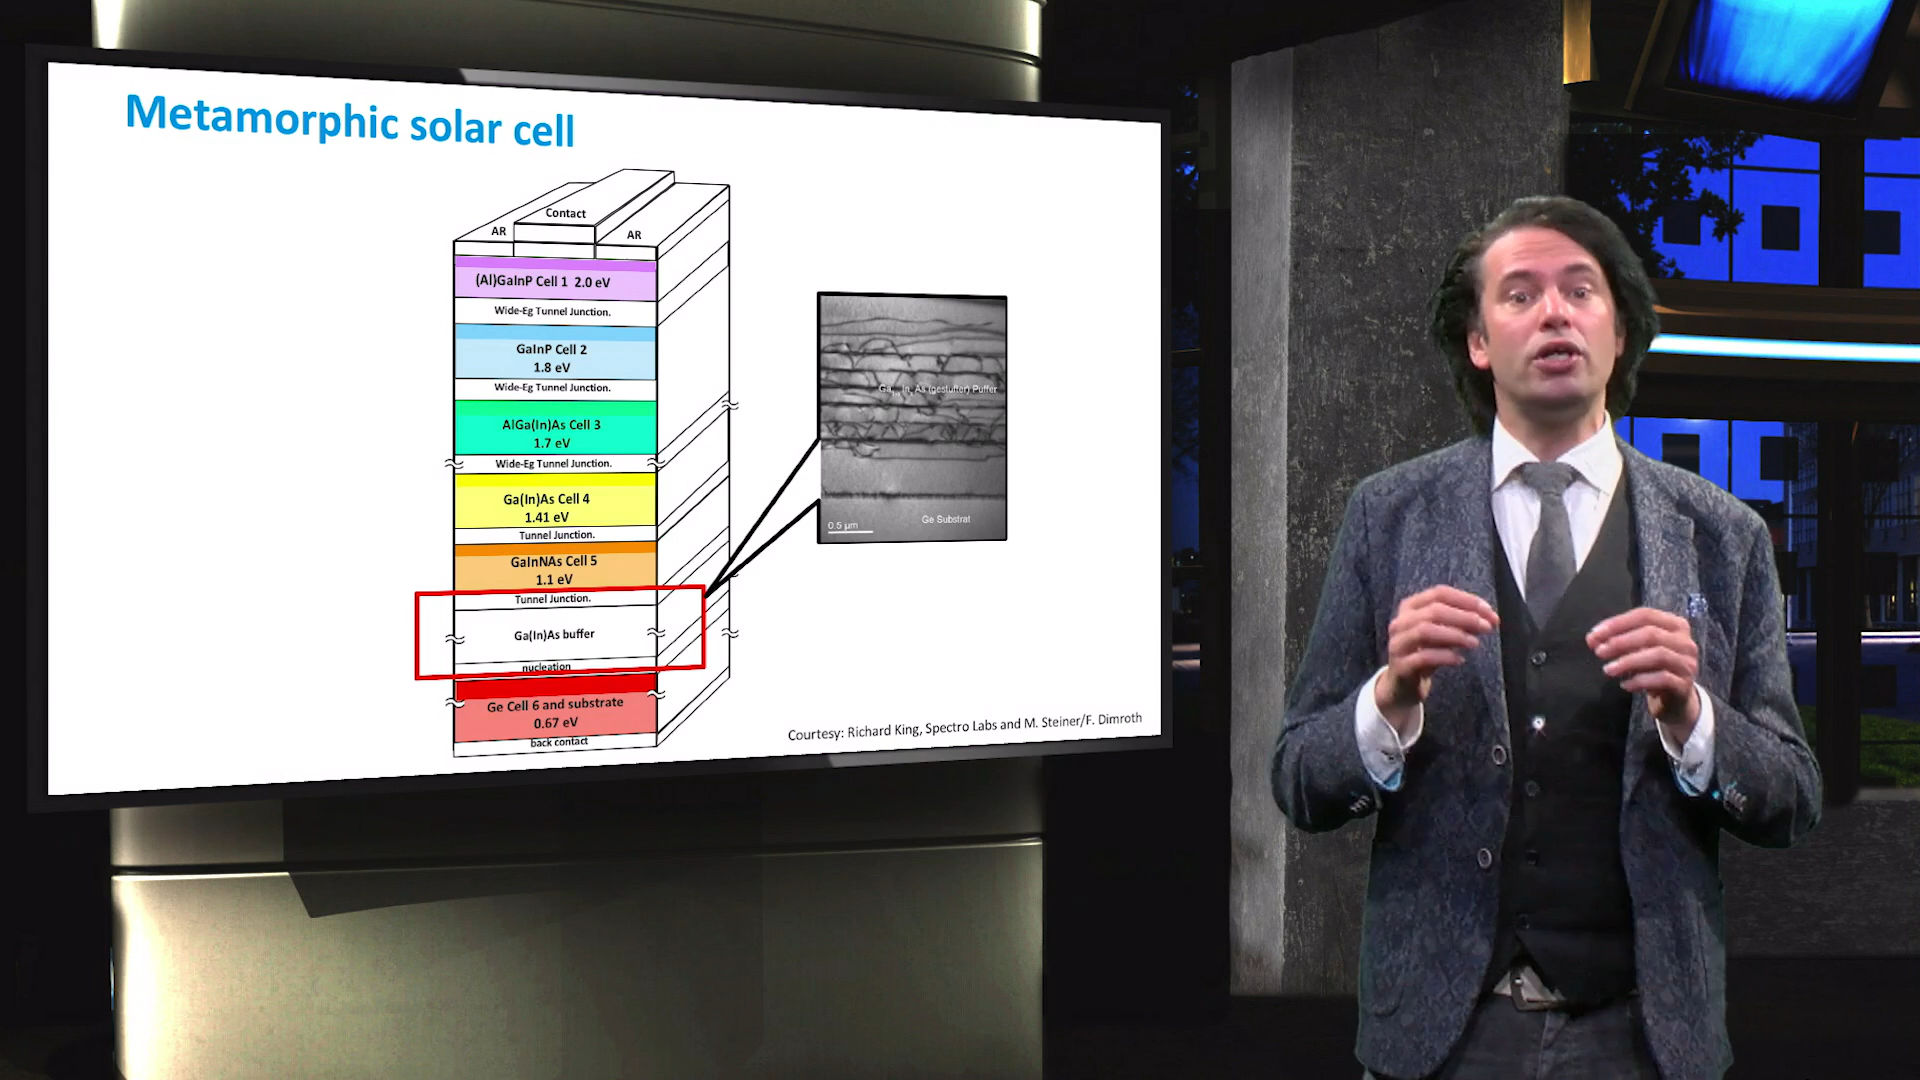 Metamorphic solar cell
Contact
AR
AR
(Al)GaInP Cell 1 2.0 eV
Wide-Eg Tunnel Junction.
GaInP Cell 2
1.8 eV
Wide-Eg Tunnel Junction.
AlGa(In)As Cell 3
1.7 eV
Wide-Eg Tunnel Junction.
Ga(In)As Cell 4
1.41 eV
Tunnel Junction.
GaInNAs Cell 5
1.1 eV
Tunnel Junction.
Ga(In)As buffer
nucleation
Ge Cell 6 and substrate
0.67 eV
back contact
In As (gestufter) Puffer
Ge Substrat
0.5 µm
Courtesy: Richard King, Spectro Labs and M. Steiner/F. Dimroth